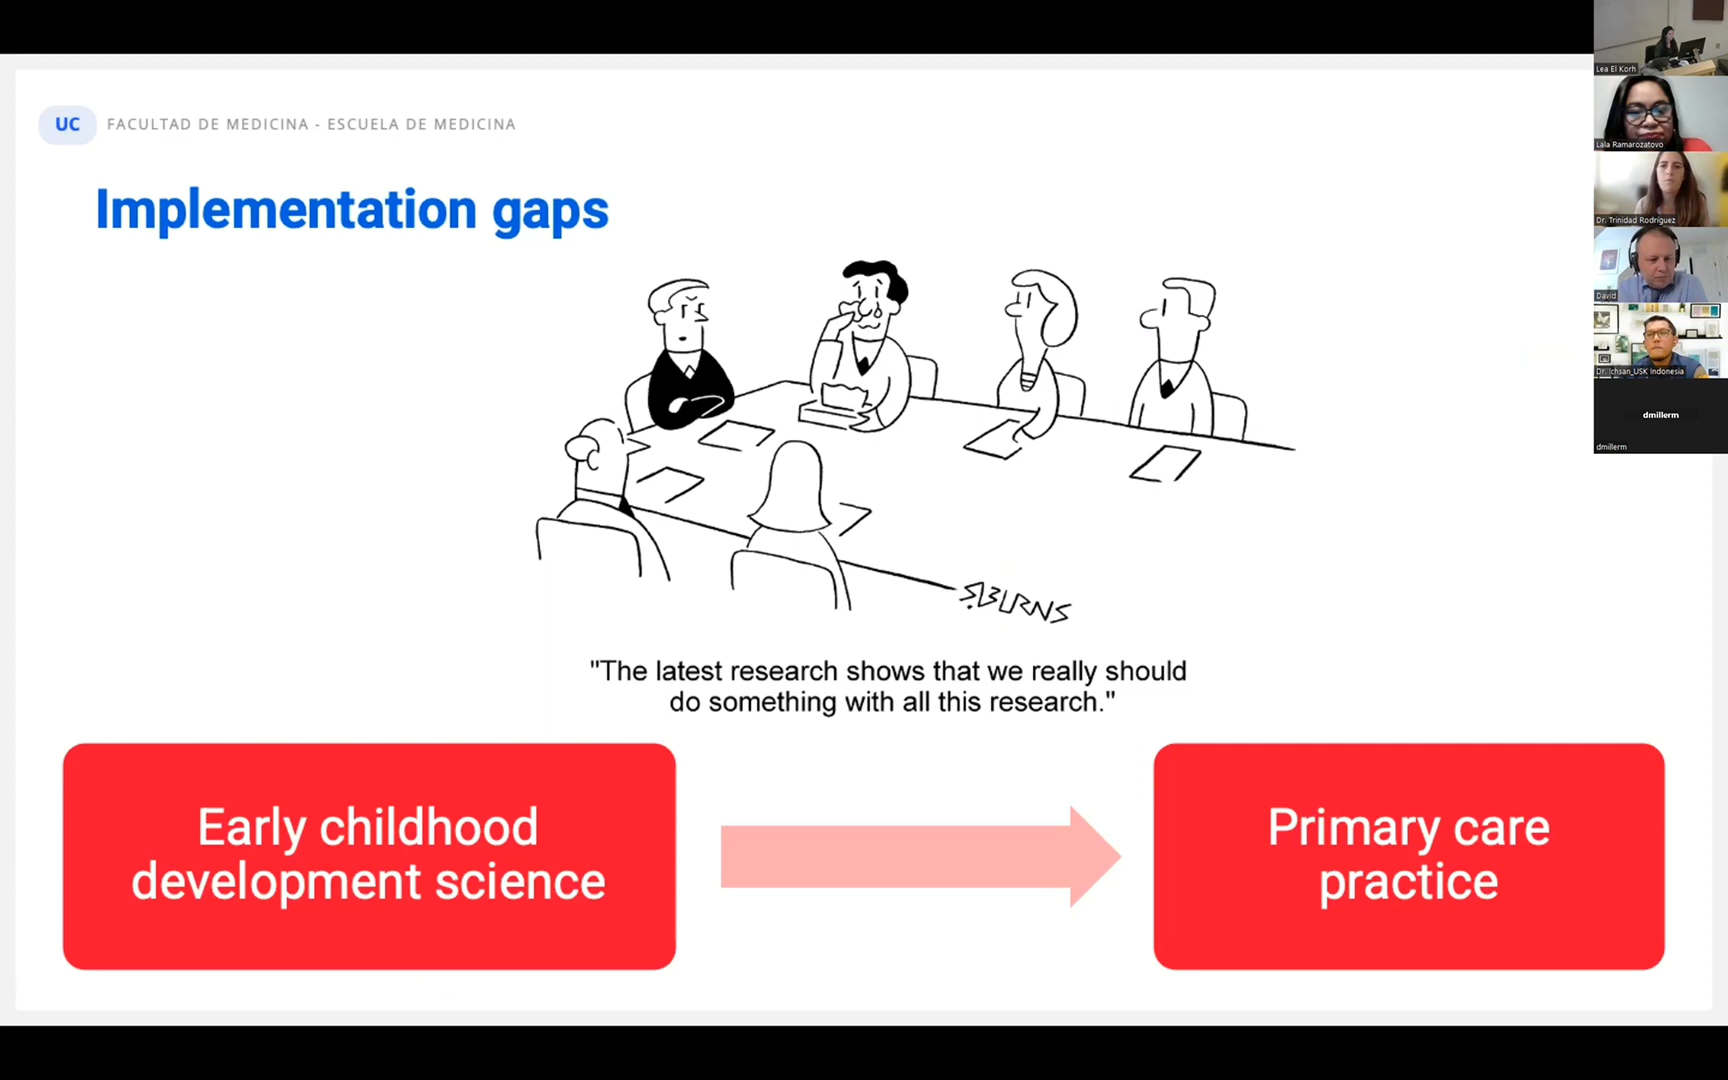 UC FACULTAD DE MEDICINA - ESCUELA DE MEDICINA
Implementation gaps
S.BURNS
"The latest research shows that we really should
do something with all this research."
Early childhood
development science
Primary care
practice
Lea El Korh
Lala Ramarozatovo
Dr. Trinidad Rodríguez
David
Dr. Ichsan_USK Indonesia
dmillerm
dmillerm